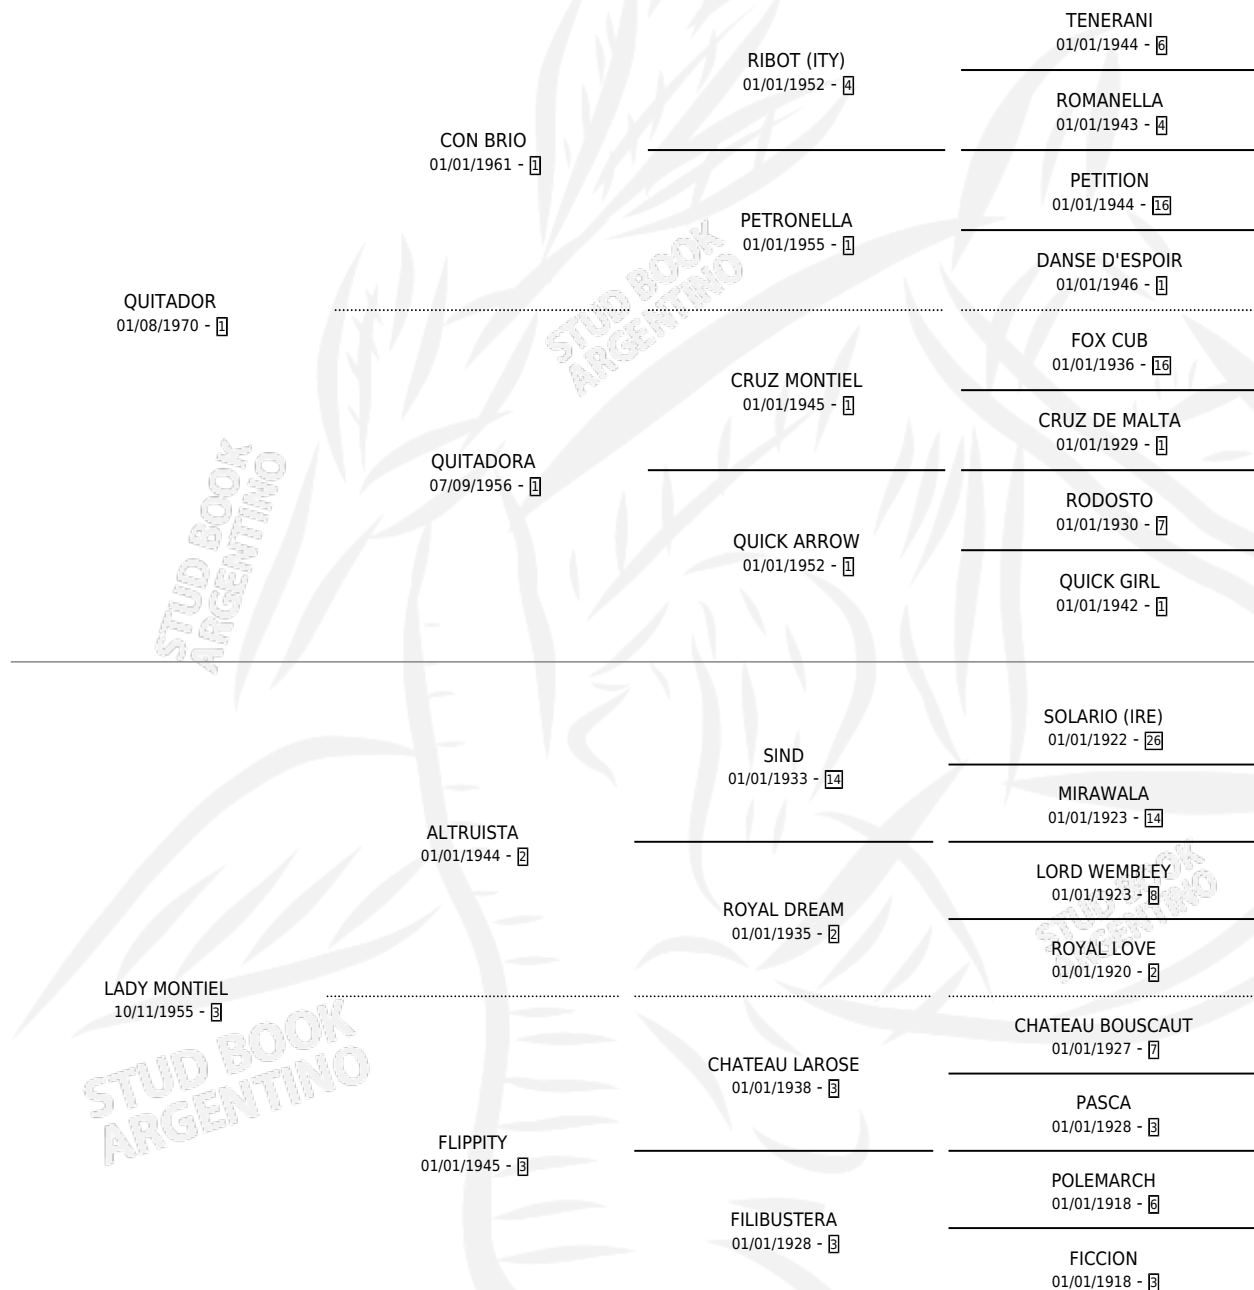 TENERANI
01/01/1944 - 6
RIBOT (ITY)
01/01/1952 - 4
ROMANELLA
01/01/1943 - 4
CON BRIO
01/01/1961 - 1
PETITION
01/01/1944 - 16
PETRONELLA
01/01/1955 - 1
DANSE D'ESPOIR
01/01/1946 - 1
QUITADOR
01/08/1970 - 1
STUD BOOK
ARGENTINO
FOX CUB
01/01/1936 - 16
CRUZ MONTIEL
01/01/1945 - 1
CRUZ DE MALTA
01/01/1929 - 1
QUITADORA
07/09/1956 - 1
RODOSTO
01/01/1930 - 7
QUICK ARROW
01/01/1952 - 1
QUICK GIRL
01/01/1942 - 1
STUD BOOK
ARGENTINO
SOLARIO (IRE)
01/01/1922 - 26
SIND
01/01/1933 - 14
MIRAWALA
01/01/1923 - 14
ALTRUISTA
01/01/1944 - 2
LORD WEMBLEY
01/01/1923 - 8
ROYAL DREAM
01/01/1935 - 2
STUD BOOK
ARGENTINO
ROYAL LOVE
01/01/1920 - 2
LADY MONTIEL
10/11/1955 - 3
STUD BOOK
ARGENTINO
CHATEAU BOUSCAUT
01/01/1927 - 7
CHATEAU LAROSE
01/01/1938 - 3
PASCA
01/01/1928 - 3
FLIPPITY
01/01/1945 - 3
POLEMARCH
01/01/1918 - 6
FILIBUSTERA
01/01/1928 - 3
FICCION
01/01/1918 - 3